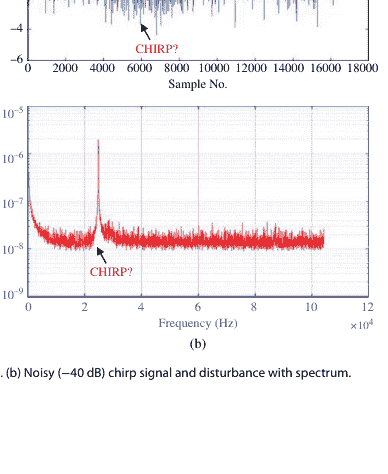 −4
CHIRP?
−6
0 2000 4000 6000 8000 10000 12000 14000 16000 18000
Sample No.
10−5
10−6
10−7
10−8
CHIRP?
10−9
0 2 4 6 8 10 12
Frequency (Hz)
×104
(b)
. (b) Noisy (−40 dB) chirp signal and disturbance with spectrum.